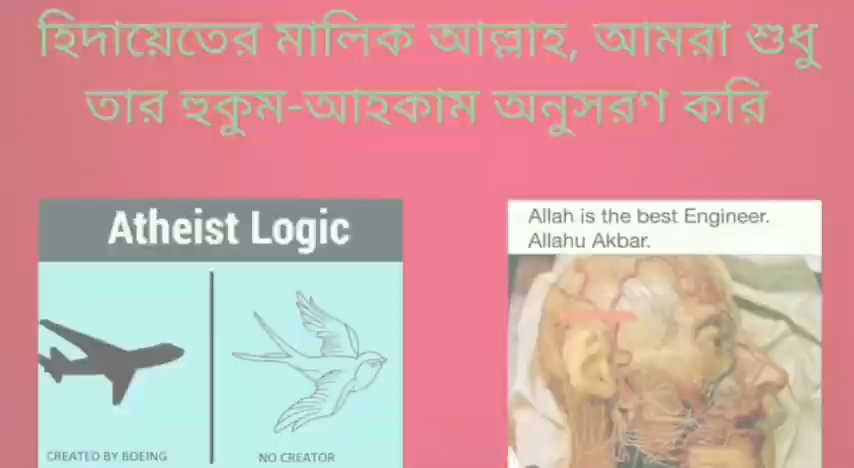 হিদায়েতের মালিক আল্লাহ, আমরা শুধু
তার হুকুম-আহকাম অনুসরণ করি
Atheist Logic
CREATED BY BOEING
NO CREATOR
Allah is the best Engineer.
Allahu Akbar.